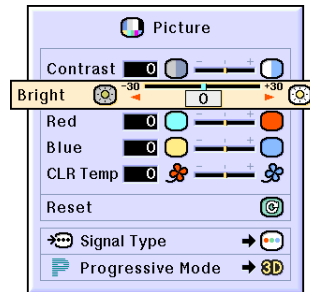 Picture
Contrast 0 - +
Bright -30 0 +30
Red 0 - +
Blue 0 - +
CLR Temp 0 - +
Reset
Signal Type
Progressive Mode 3D